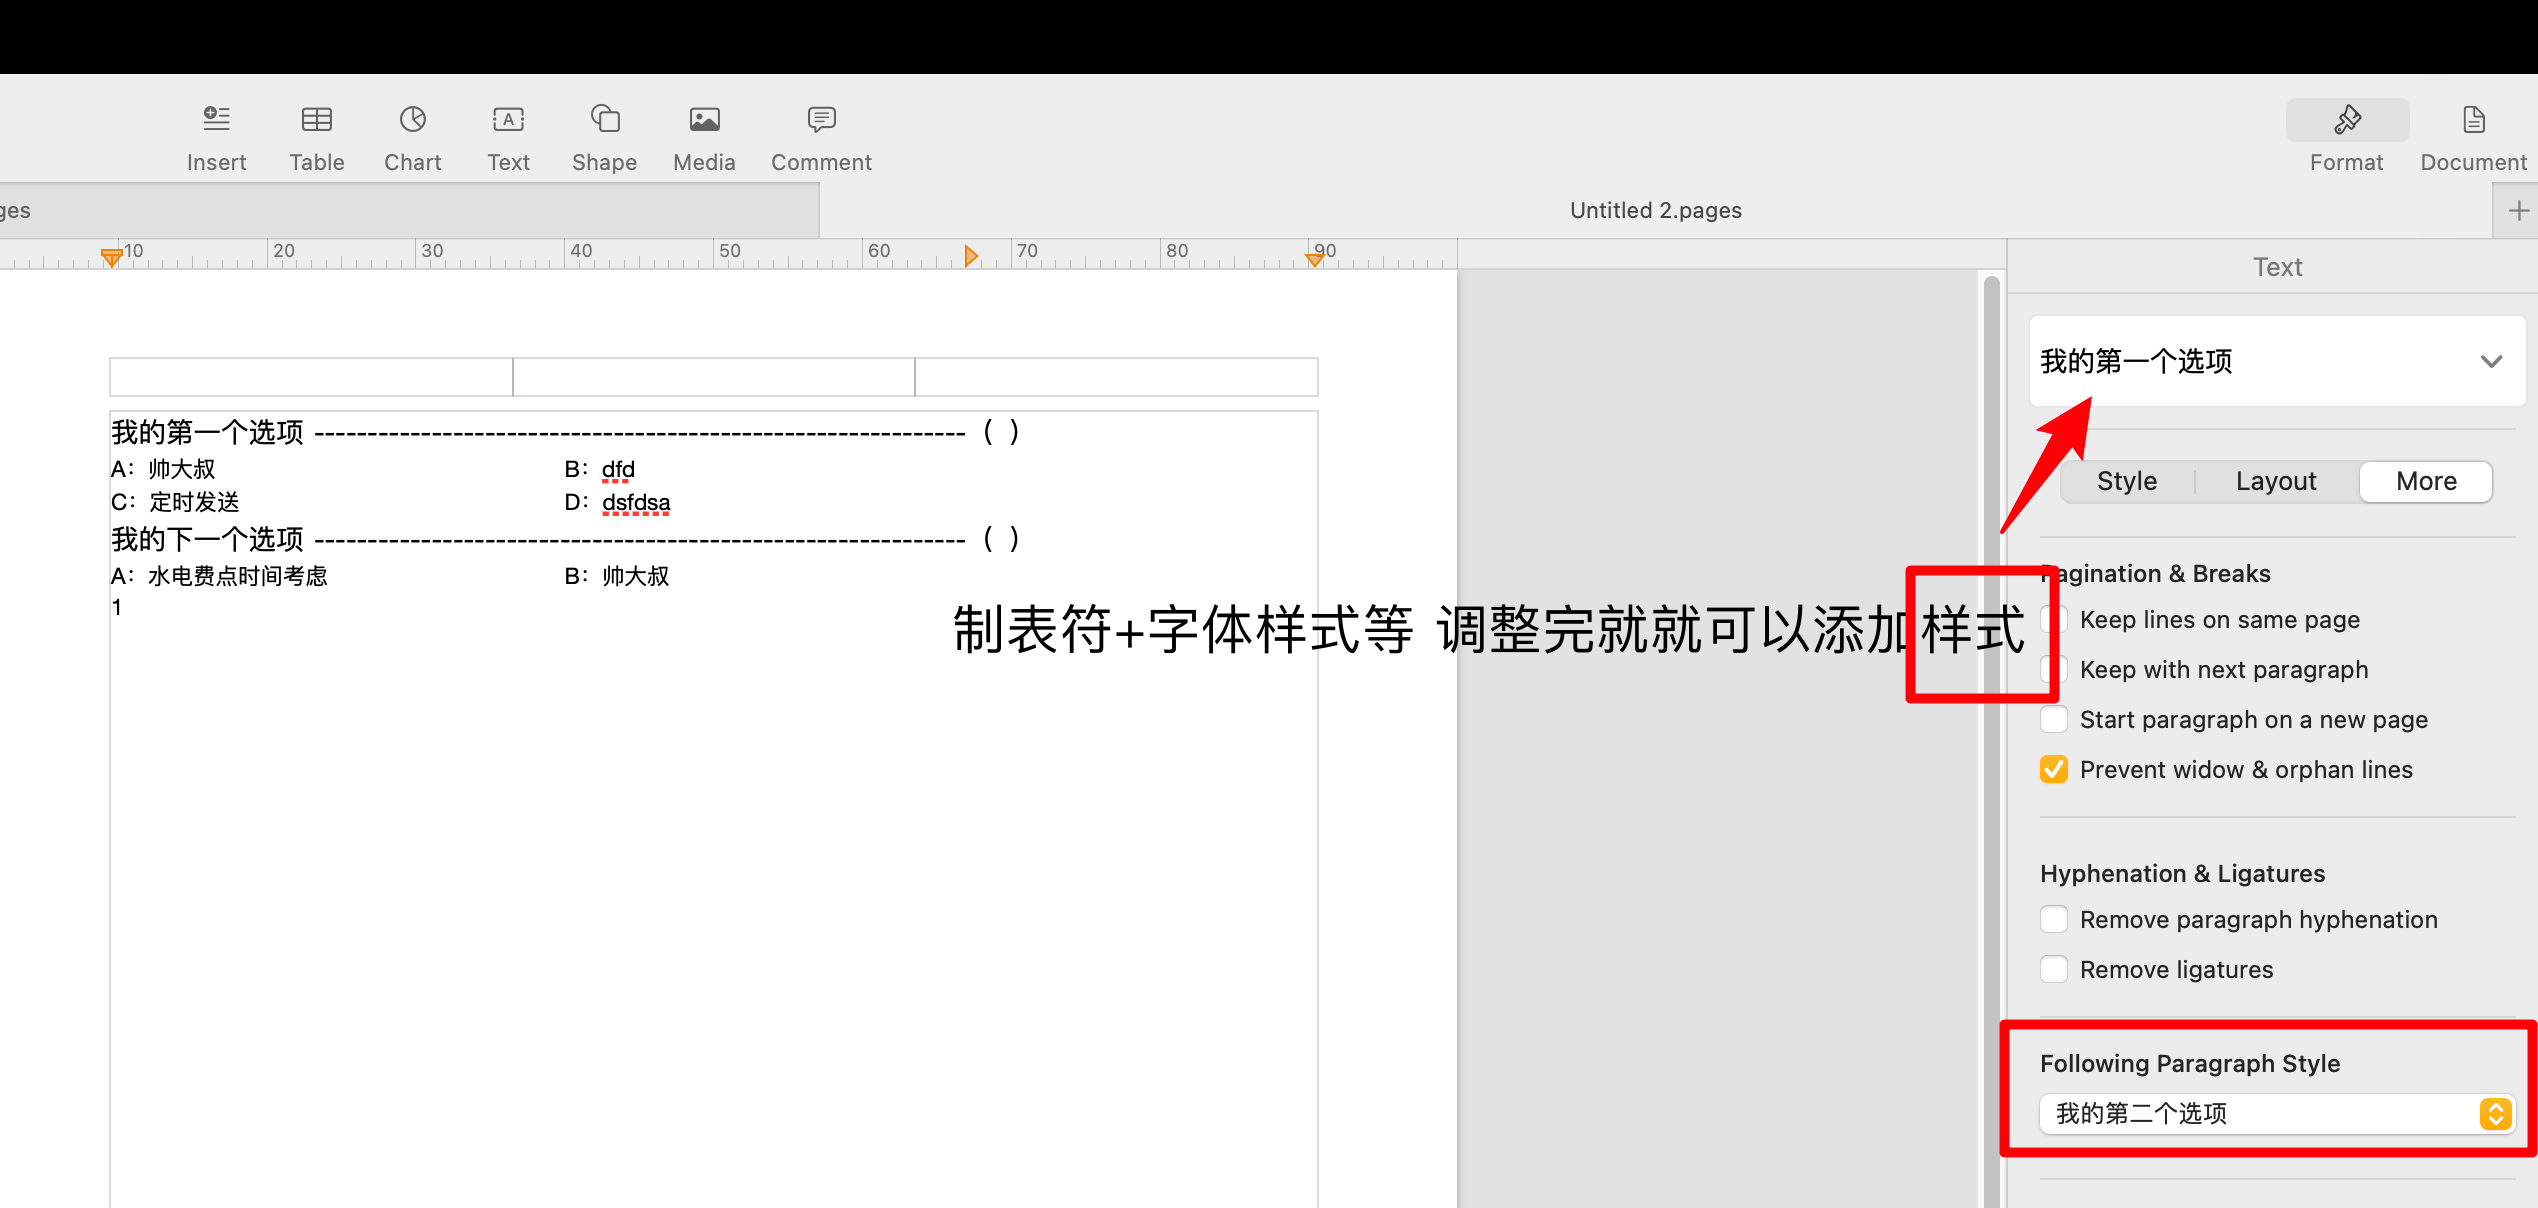 Insert Table Chart Text Shape Media Comment Format Document
ges Untitled 2.pages
10 20 30 40 50 60 70 80 90
Text
我的第一个选项
Style Layout More
我的第一个选项 -------------------------------------------------------------- （ ）
A：帅大叔 B：dfd
C：定时发送 D：dsfdsa
我的下一个选项 -------------------------------------------------------------- （ ）
A：水电费点时间考虑 B：帅大叔
1
制表符+字体样式等 调整完就就可以添加样式
Pagination & Breaks
Keep lines on same page
Keep with next paragraph
Start paragraph on a new page
Prevent widow & orphan lines
Hyphenation & Ligatures
Remove paragraph hyphenation
Remove ligatures
Following Paragraph Style
我的第二个选项